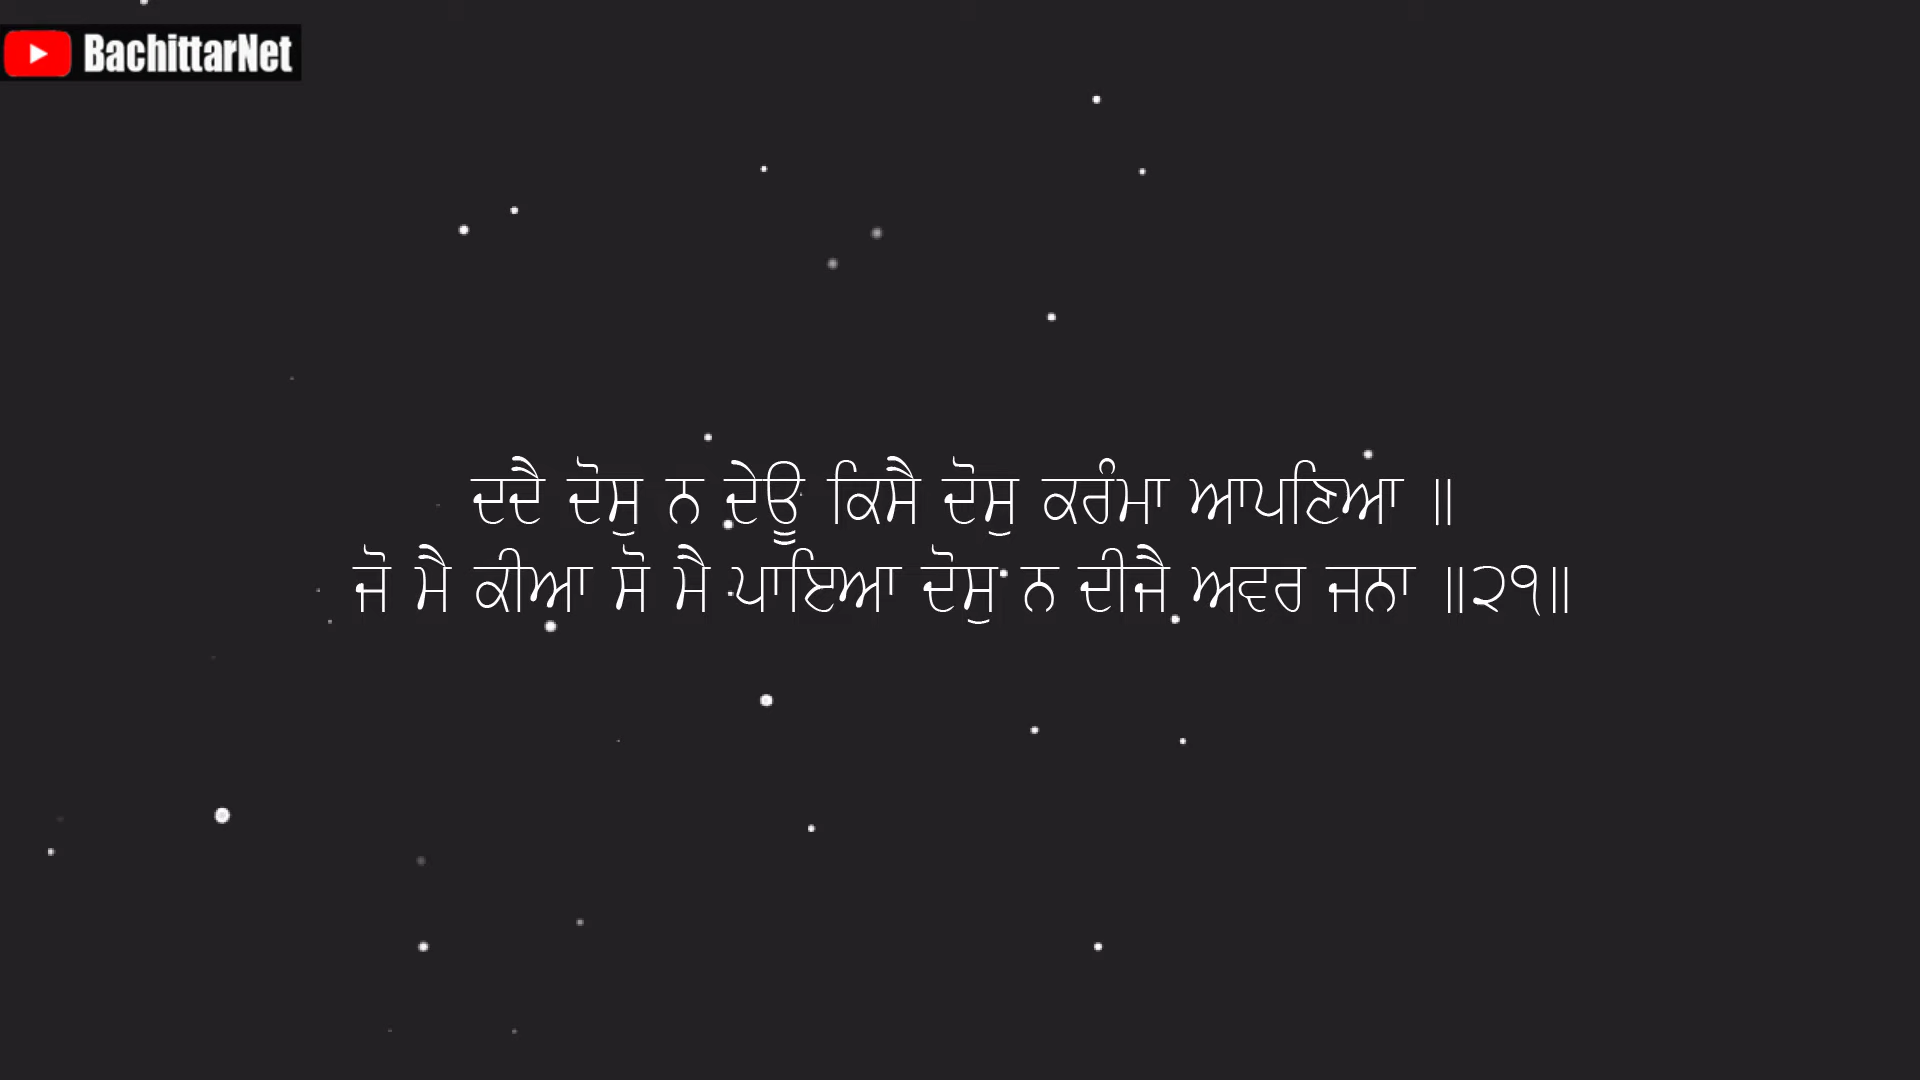 BachittarNet
ਦਦੈ ਦੋਸੁ ਨ ਦੇਊ ਕਿਸੈ ਦੋਸੁ ਕਰੰਮਾ ਆਪਣਿਆ ॥
ਜੋ ਮੈ ਕੀਆ ਸੋ ਮੈ ਪਾਇਆ ਦੋਸੁ ਨ ਦੀਜੈ ਅਵਰ ਜਨਾ ॥੨੧॥